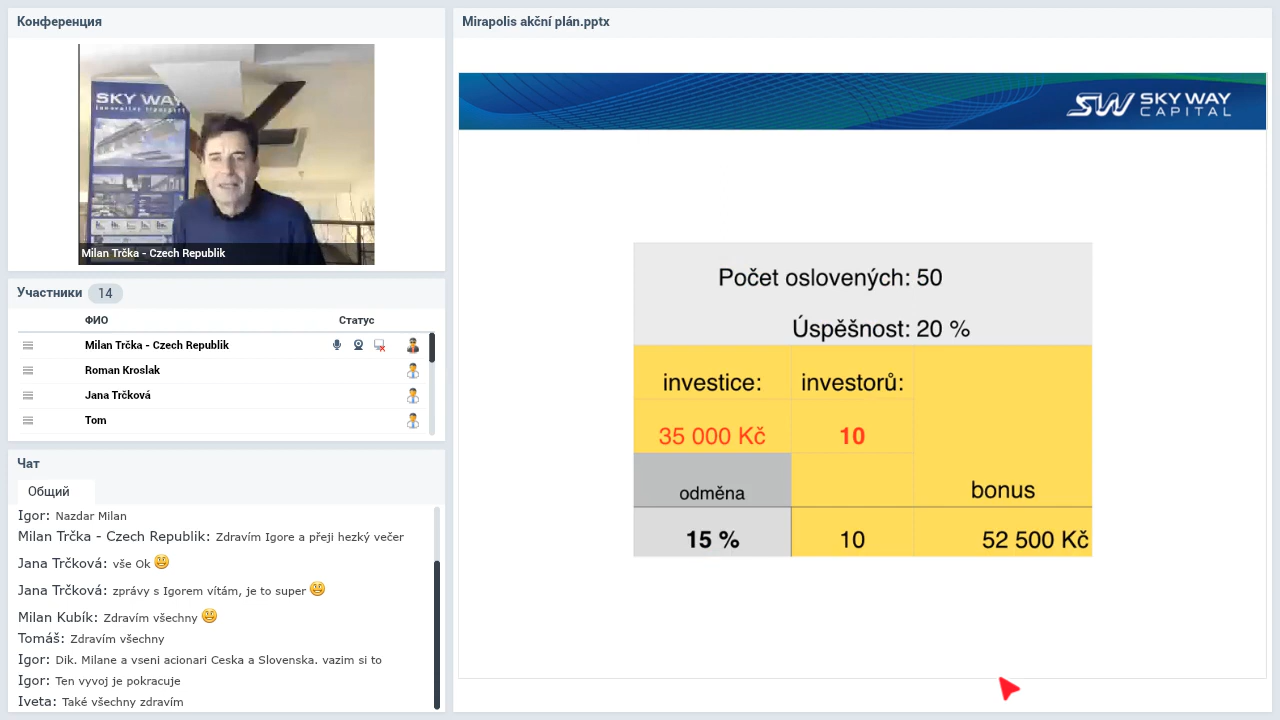 Конференция
SKY WAY
Milan Trčka - Czech Republik
Участники 14
ФИО Статус
Milan Trčka - Czech Republik
Roman Kroslak
Jana Trčková
Tom
Чат
Общий
Igor: Nazdar Milan
Milan Trčka - Czech Republik: Zdravím Igore a přeji hezký večer
Jana Trčková: vše Ok
Jana Trčková: zprávy s Igorem vítám, je to super
Milan Kubík: Zdravím všechny
Tomáš: Zdravím všechny
Igor: Dik. Milane a vseni acionari Ceska a Slovenska. vazim si to
Igor: Ten vyvoj je pokracuje
Iveta: Také všechny zdravím
Mirapolis akční plán.pptx
SW SKY WAY
CAPITAL
Počet oslovených: 50
Úspěšnost: 20 %
investice: investorů:
35 000 Kč 10
odměna bonus
15 % 10 52 500 Kč